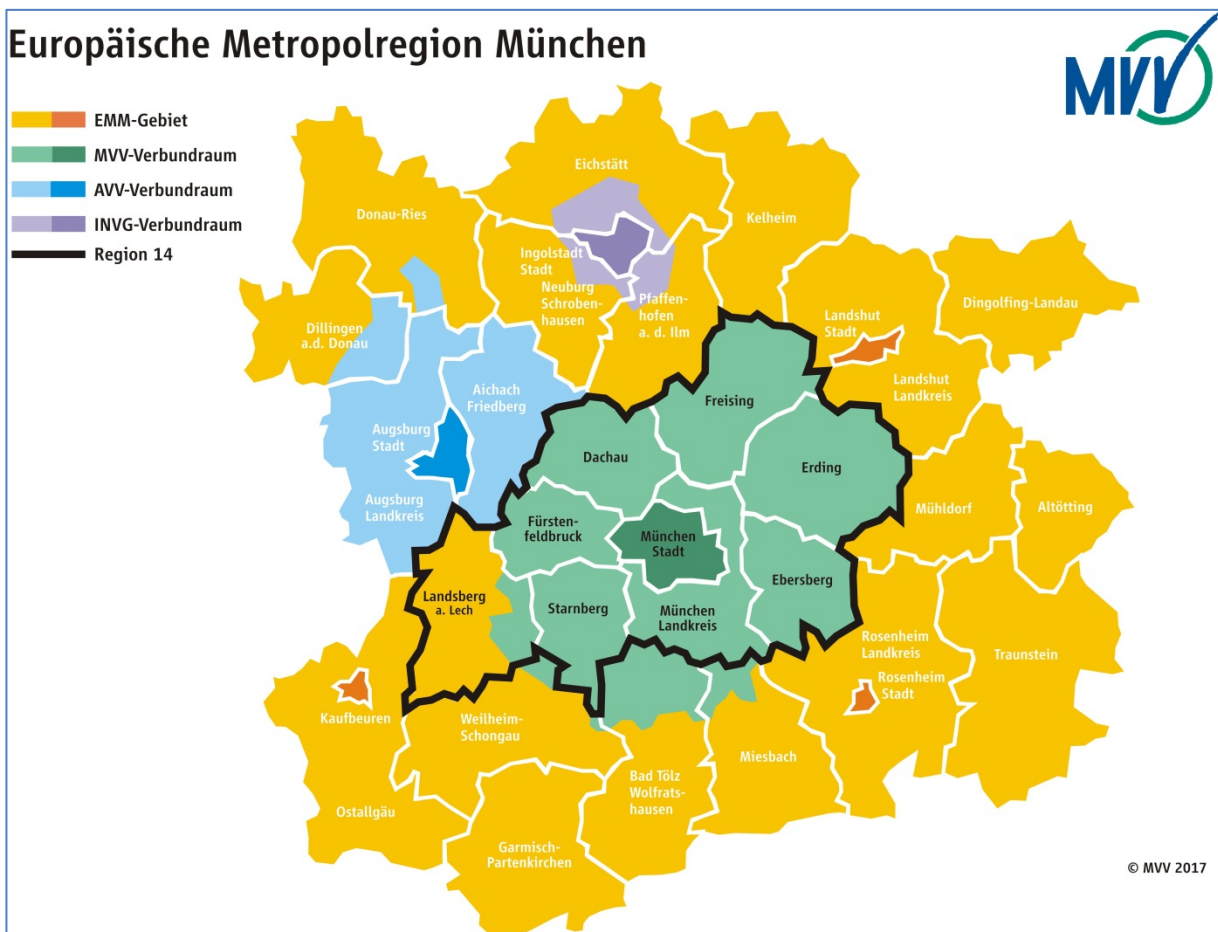 Europäische Metropolregion München
MVV
EMM-Gebiet
MVV-Verbundraum
AVV-Verbundraum
INVG-Verbundraum
Region 14
Eichstätt
Donau-Ries
Kelheim
Ingolstadt
Stadt
Neuburg
Schroben-
hausen
Pfaffen-
hofen
a. d. Ilm
Dingolfing-Landau
Landshut
Stadt
Dillingen
a.d. Donau
Landshut
Landkreis
Aichach
Friedberg
Freising
Augsburg
Stadt
Dachau
Erding
Augsburg
Landkreis
Mühldorf
Altötting
Fürsten-
feldbruck
München
Stadt
Ebersberg
Landsberg
a. Lech
Starnberg
München
Landkreis
Rosenheim
Landkreis
Traunstein
Rosenheim
Stadt
Kaufbeuren
Weilheim-
Schongau
Miesbach
Bad Tölz
Wolfrats-
hausen
Ostallgäu
Garmisch-
Partenkirchen
© MVV 2017